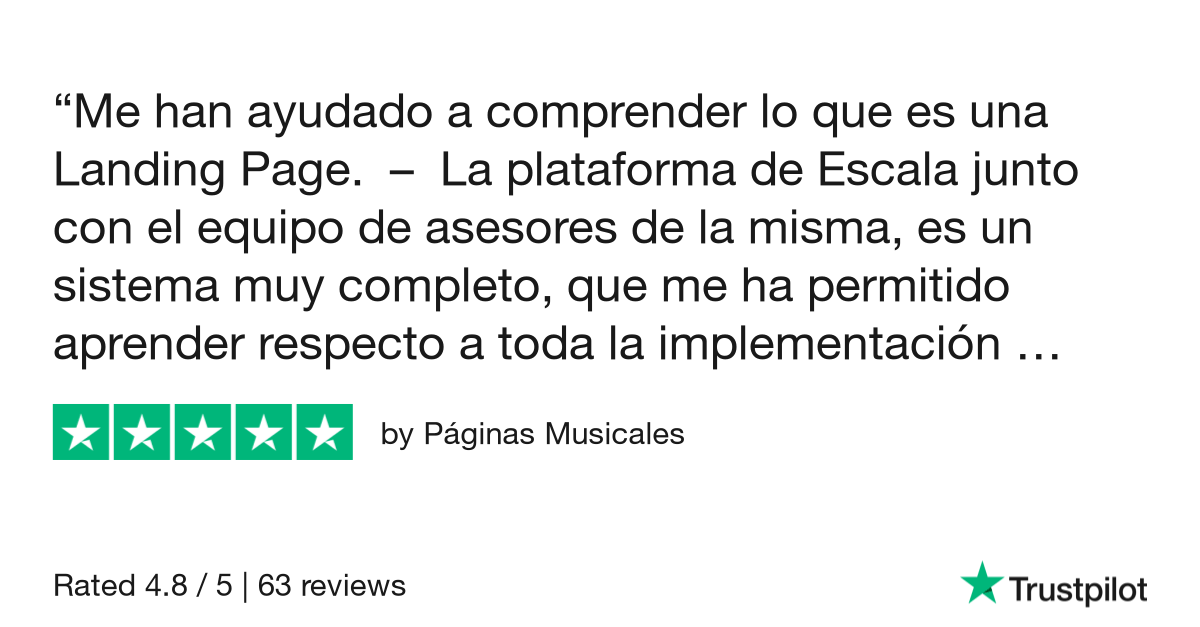 “Me han ayudado a comprender lo que es una
Landing Page.  –  La plataforma de Escala junto
con el equipo de asesores de la misma, es un
sistema muy completo, que me ha permitido
aprender respecto a toda la implementación …
by Páginas Musicales
Rated 4.8 / 5 | 63 reviews
Trustpilot